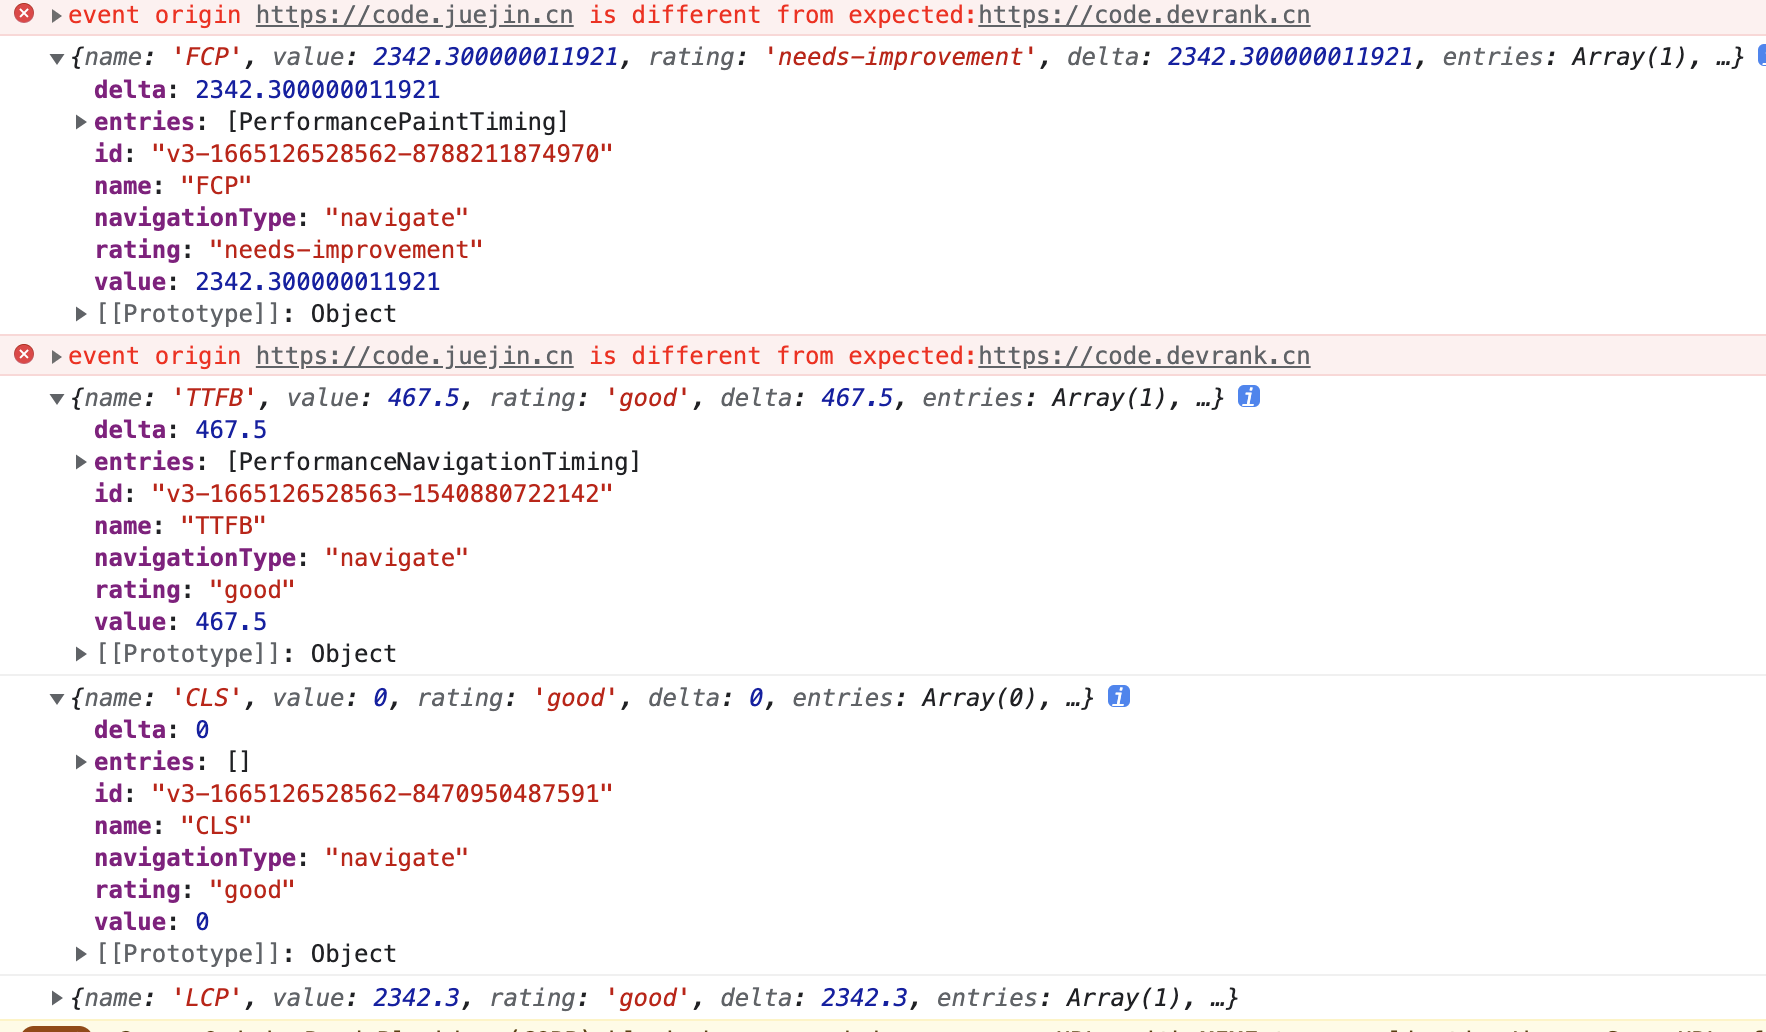 event origin https://code.juejin.cn is different from expected:https://code.devrank.cn
{name: 'FCP', value: 2342.300000011921, rating: 'needs-improvement', delta: 2342.300000011921, entries: Array(1), …}
delta: 2342.300000011921
entries: [PerformancePaintTiming]
id: "v3-1665126528562-8788211874970"
name: "FCP"
navigationType: "navigate"
rating: "needs-improvement"
value: 2342.300000011921
[[Prototype]]: Object
event origin https://code.juejin.cn is different from expected:https://code.devrank.cn
{name: 'TTFB', value: 467.5, rating: 'good', delta: 467.5, entries: Array(1), …} i
delta: 467.5
entries: [PerformanceNavigationTiming]
id: "v3-1665126528563-1540880722142"
name: "TTFB"
navigationType: "navigate"
rating: "good"
value: 467.5
[[Prototype]]: Object
{name: 'CLS', value: 0, rating: 'good', delta: 0, entries: Array(0), …} i
delta: 0
entries: []
id: "v3-1665126528562-8470950487591"
name: "CLS"
navigationType: "navigate"
rating: "good"
value: 0
[[Prototype]]: Object
{name: 'LCP', value: 2342.3, rating: 'good', delta: 2342.3, entries: Array(1), …}